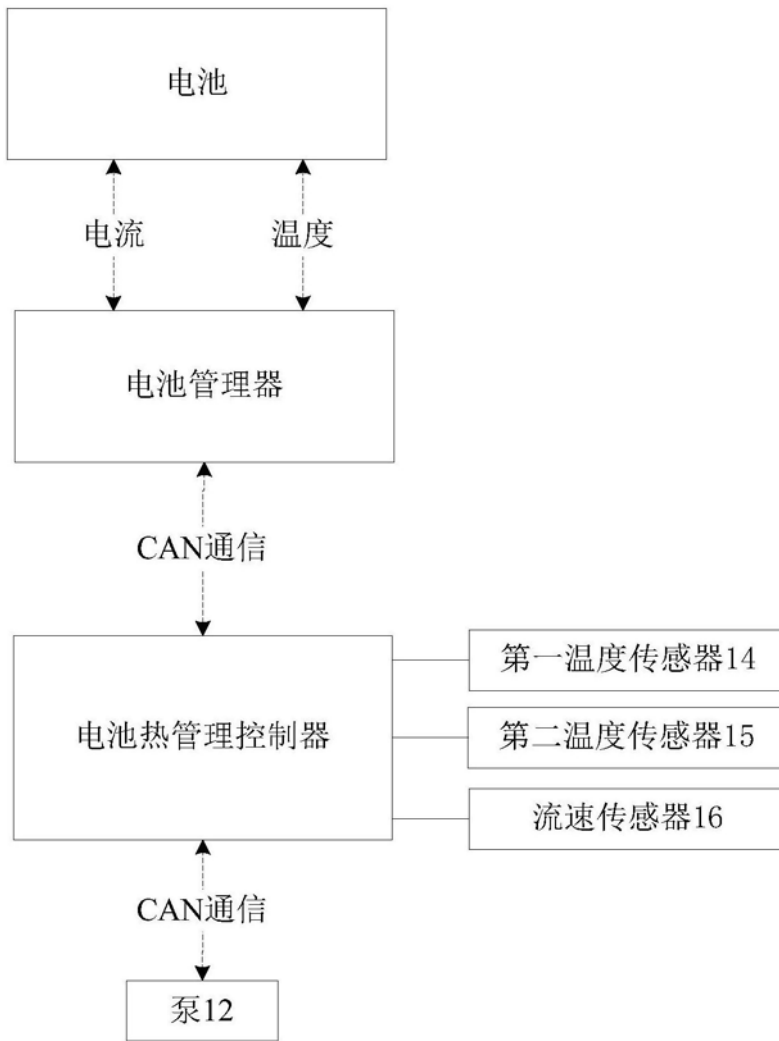 电池
电流
温度
电池管理器
CAN通信
第一温度传感器14
电池热管理控制器
第二温度传感器15
流速传感器16
CAN通信
泵12